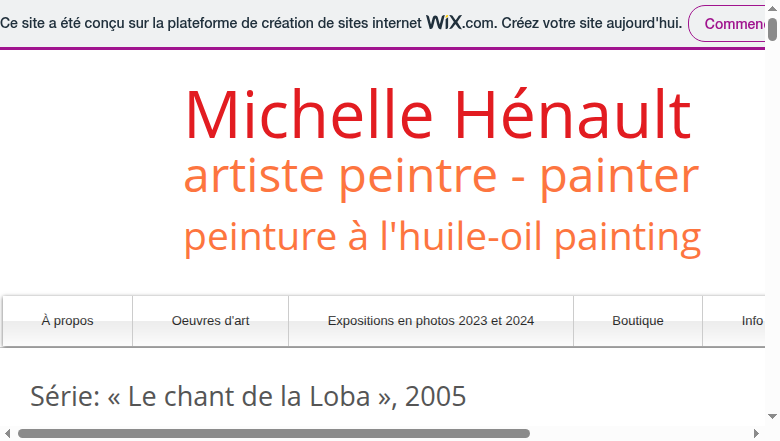 Ce site a été conçu sur la plateforme de création de sites internet WiX.com. Créez votre site aujourd'hui.
Michelle Hénault
artiste peintre - painter
peinture à l'huile-oil painting
À propos
Oeuvres d'art
Expositions en photos 2023 et 2024
Boutique
Info
Série: « Le chant de la Loba », 2005